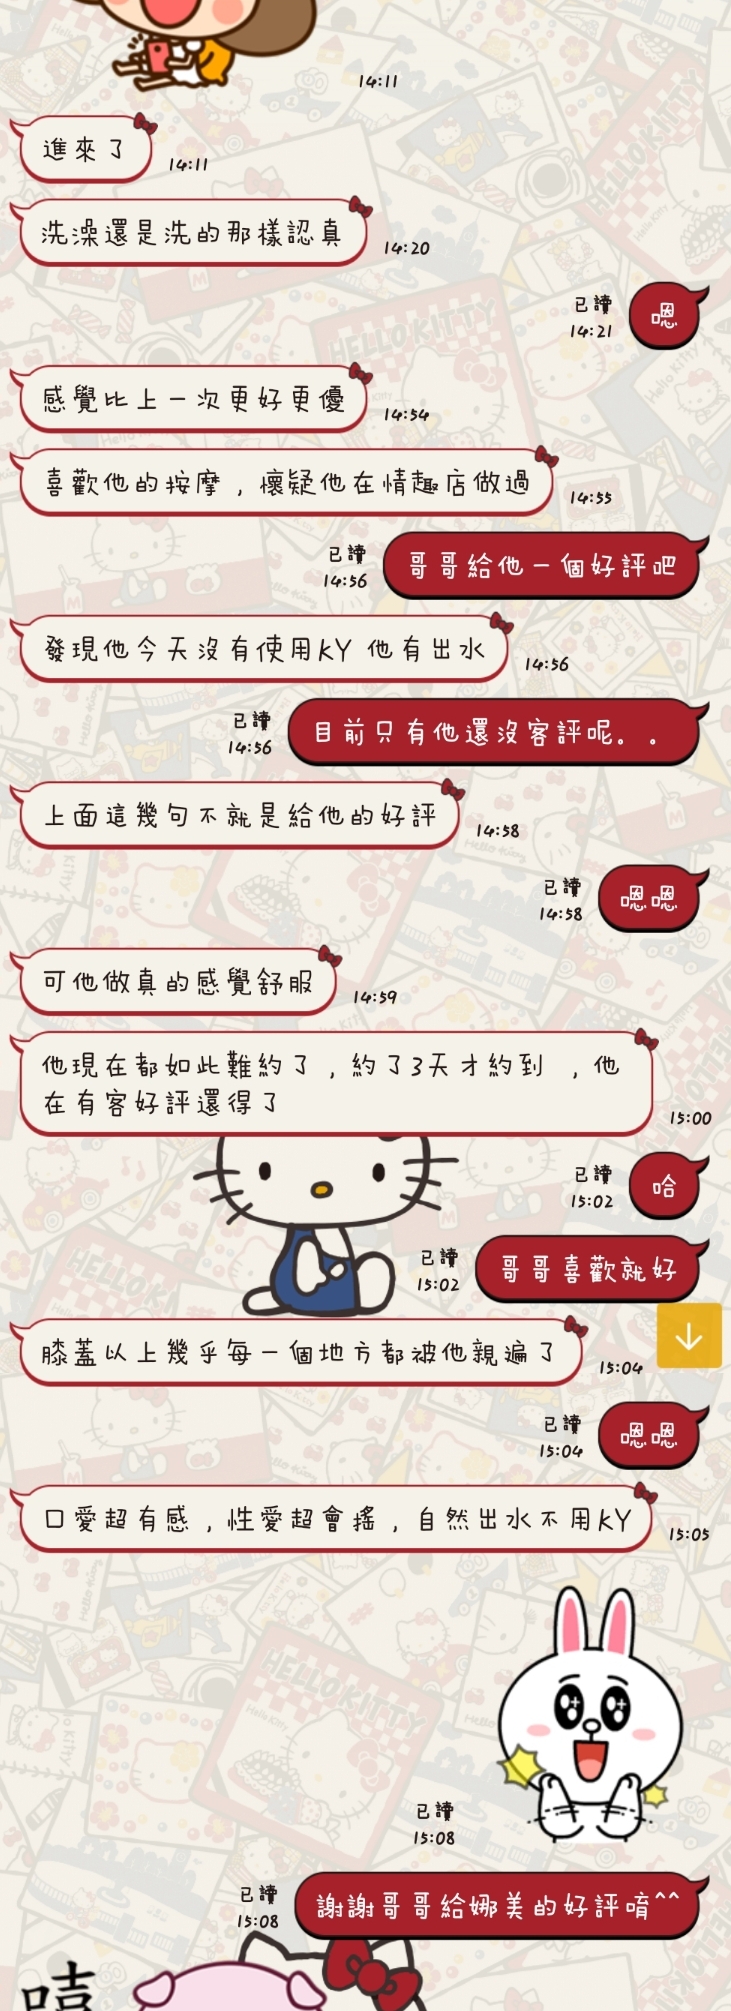 14:11
進來了
14:11
洗澡還是洗的那樣認真
14:20
已讀
14:21
嗯
感覺比上一次更好更優
14:54
喜歡他的按摩，懷疑他在情趣店做過
14:55
已讀
14:56
哥哥給他一個好評吧
發現他今天沒有使用KY 他有出水
14:56
已讀
14:56
目前只有他還沒客評呢。。
上面這幾句不就是給他的好評
14:58
已讀
14:58
嗯嗯
可他做真的感覺舒服
14:59
他現在都如此難約了，約了3天才約到 ，他
在有客好評還得了
15:00
已讀
15:02
哈
已讀
15:02
哥哥喜歡就好
膝蓋以上幾乎每一個地方都被他親遍了
15:04
已讀
15:04
嗯嗯
口愛超有感，性愛超會搖，自然出水不用KY
15:05
已讀
15:08
已讀
15:08
謝謝哥哥給娜美的好評唷^^
嘻